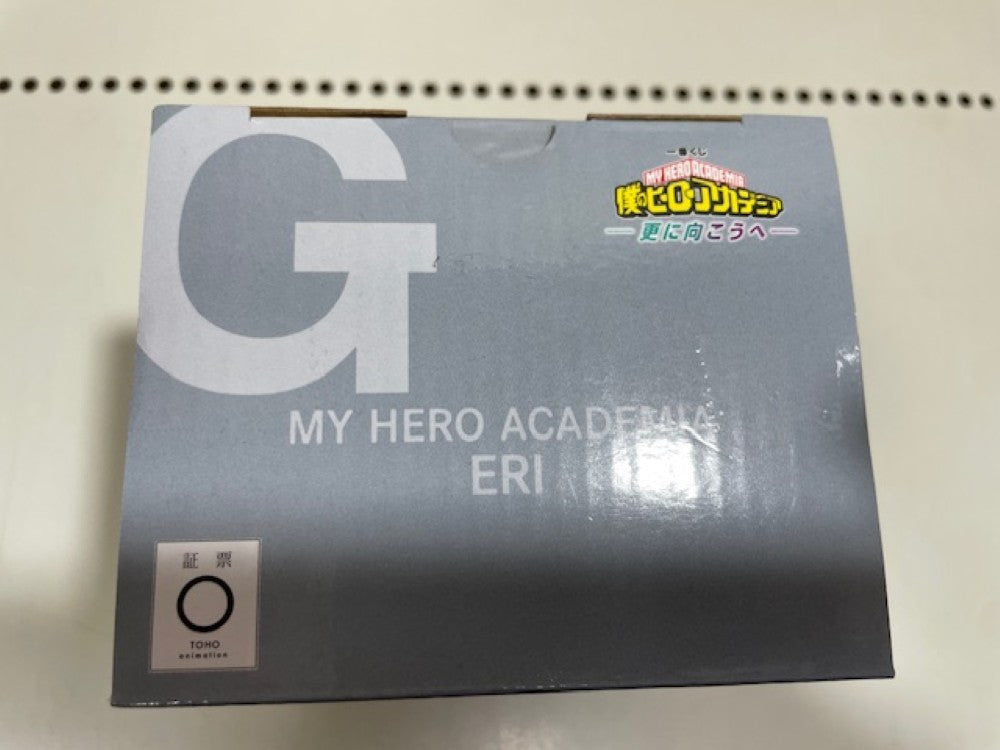 G
一番くじ
MY HERO ACADEMIA
僕のヒーローアカデミア
更に向こうへ
MY HERO ACADEMIA
ERI
証票
TOHO
animation